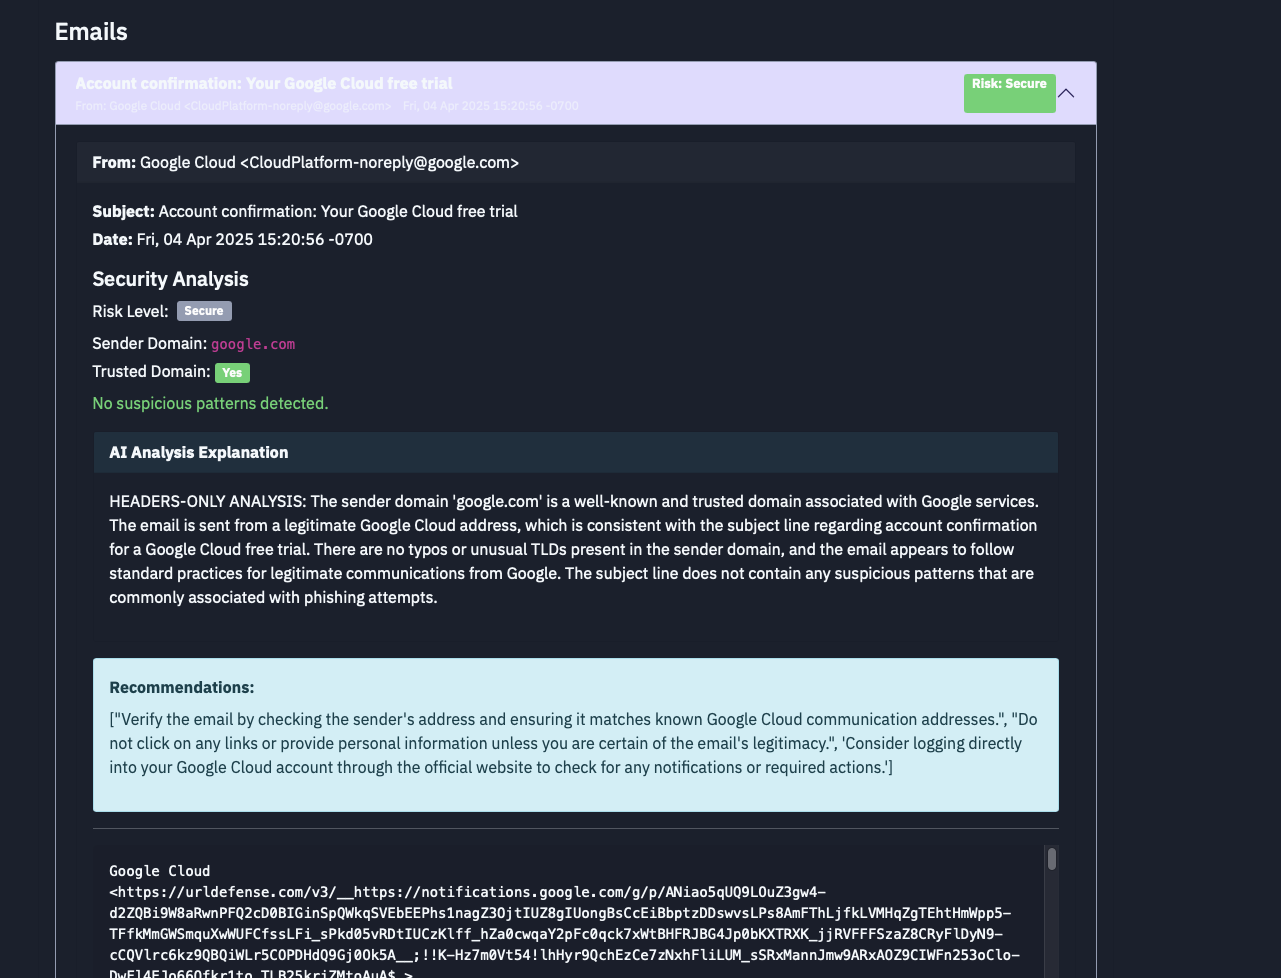 Emails
Account confirmation: Your Google Cloud free trial
Risk: Secure
From: Google Cloud <CloudPlatform-noreply@google.com> Fri, 04 Apr 2025 15:20:56 -0700
From: Google Cloud <CloudPlatform-noreply@google.com>
Subject: Account confirmation: Your Google Cloud free trial
Date: Fri, 04 Apr 2025 15:20:56 -0700
Security Analysis
Risk Level: Secure
Sender Domain: google.com
Trusted Domain: Yes
No suspicious patterns detected.
AI Analysis Explanation
HEADERS-ONLY ANALYSIS: The sender domain 'google.com' is a well-known and trusted domain associated with Google services.
The email is sent from a legitimate Google Cloud address, which is consistent with the subject line regarding account confirmation
for a Google Cloud free trial. There are no typos or unusual TLDs present in the sender domain, and the email appears to follow
standard practices for legitimate communications from Google. The subject line does not contain any suspicious patterns that are
commonly associated with phishing attempts.
Recommendations:
["Verify the email by checking the sender's address and ensuring it matches known Google Cloud communication addresses.", "Do
not click on any links or provide personal information unless you are certain of the email's legitimacy.", 'Consider logging directly
into your Google Cloud account through the official website to check for any notifications or required actions.']
Google Cloud
<https://urldefense.com/v3/__https://notifications.google.com/g/p/ANiao5qUQ9LOuZ3gw4-
d2ZQBi9W8aRwnPFQ2cD0BIGinSpQWkqSVEbEEPhs1nagZ3OjtIUZ8gIUongBsCcEiBbptzDDswvsLPs8AmFThLjfkLVMHqZgTEhtHmWpp5-
TFfkMmGWSmquXwWUFCfssLFi_sPkd05vRDtIUCzKlff_hZa0cwqaY2pFc0qck7xWtBHFRJBG4Jp0bKXTRXK_jjRVFFFSzaZ8CRyFlDyN9-
cCQVlrc6kz9QBQiWLr5COPDHdQ9Gj0Ok5A__;!!K-Hz7m0Vt54!lhHyr9QchEzCe7zNxhFliLUM_sSRxMannJmw9ARxAOZ9CIWFn253oClo-